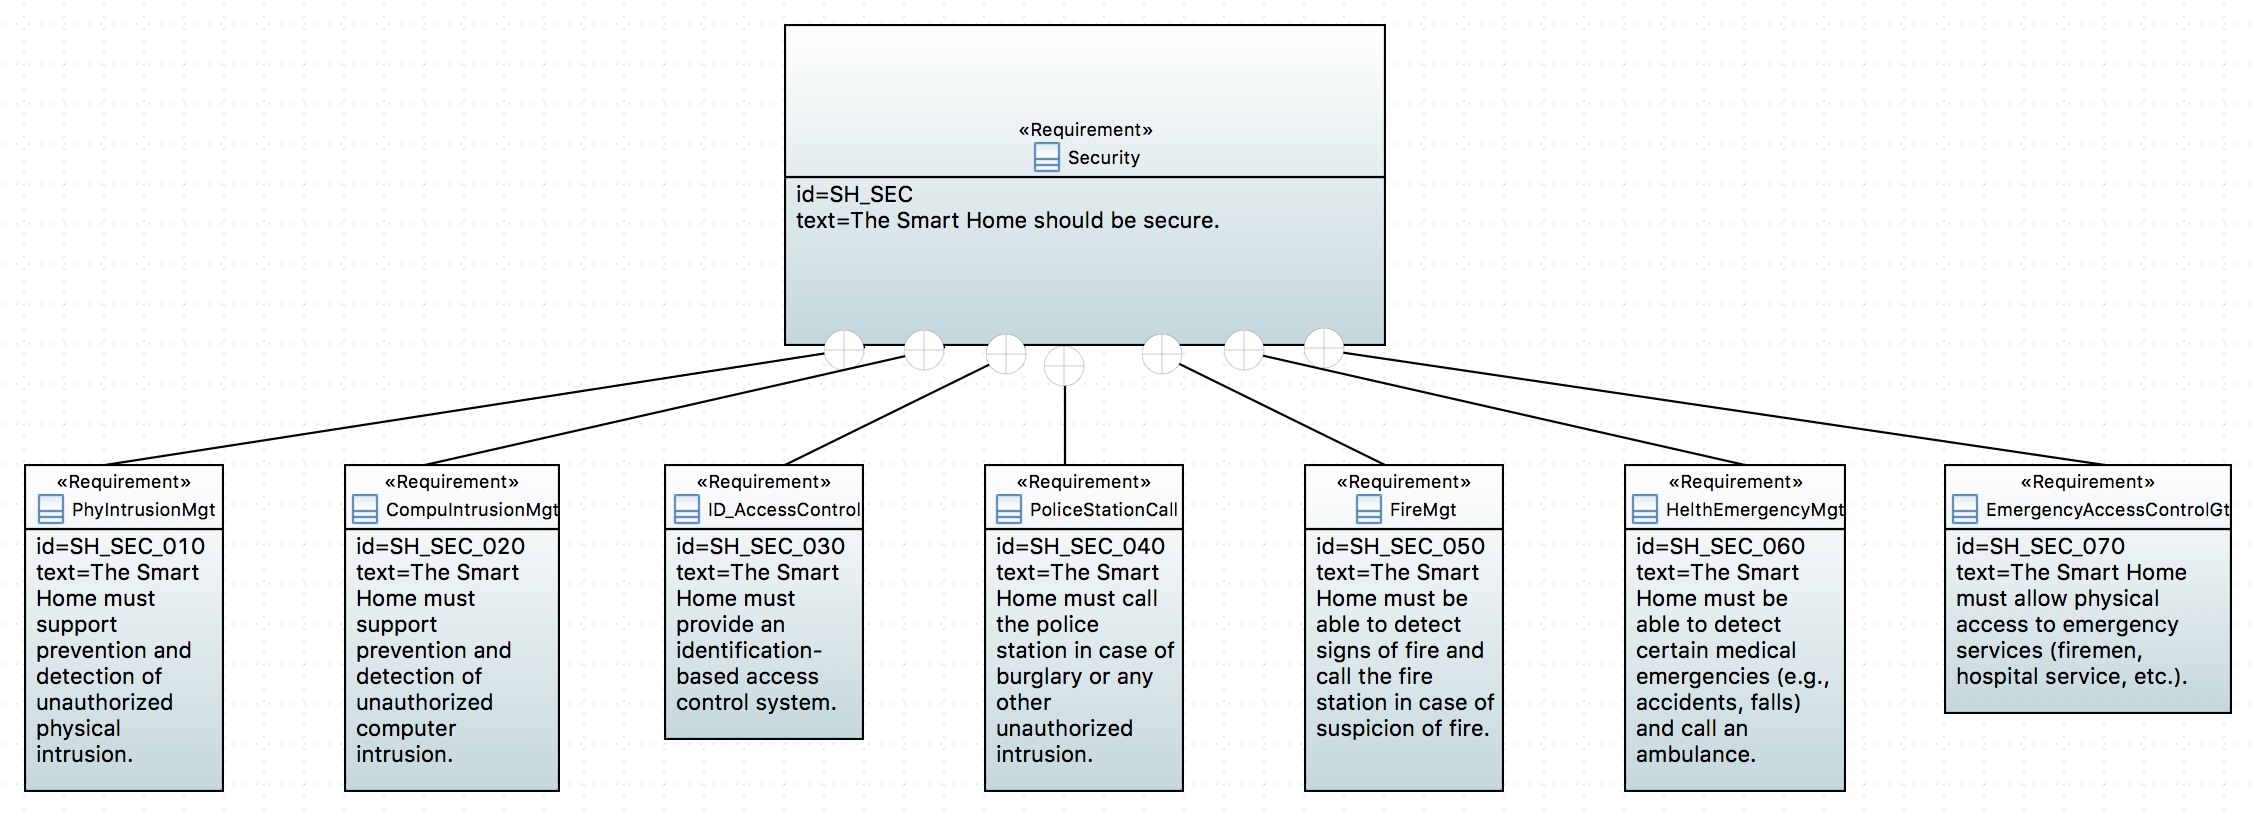 «Requirement»
Security
id=SH_SEC
text=The Smart Home should be secure.
«Requirement»
PhyIntrusionMgt
id=SH_SEC_010
text=The Smart
Home must
support
prevention and
detection of
unauthorized
physical
intrusion.
«Requirement»
CompuIntrusionMgt
id=SH_SEC_020
text=The Smart
Home must
support
prevention and
detection of
unauthorized
computer
intrusion.
«Requirement»
ID_AccessControl
id=SH_SEC_030
text=The Smart
Home must
provide an
identification-
based access
control system.
«Requirement»
PoliceStationCall
id=SH_SEC_040
text=The Smart
Home must call
the police
station in case of
burglary or any
other
unauthorized
intrusion.
«Requirement»
FireMgt
id=SH_SEC_050
text=The Smart
Home must be
able to detect
signs of fire and
call the fire
station in case of
suspicion of fire.
«Requirement»
HelthEmergencyMgt
id=SH_SEC_060
text=The Smart
Home must be
able to detect
certain medical
emergencies (e.g.,
accidents, falls)
and call an
ambulance.
«Requirement»
EmergencyAccessControlGt
id=SH_SEC_070
text=The Smart Home
must allow physical
access to emergency
services (firemen,
hospital service, etc.).